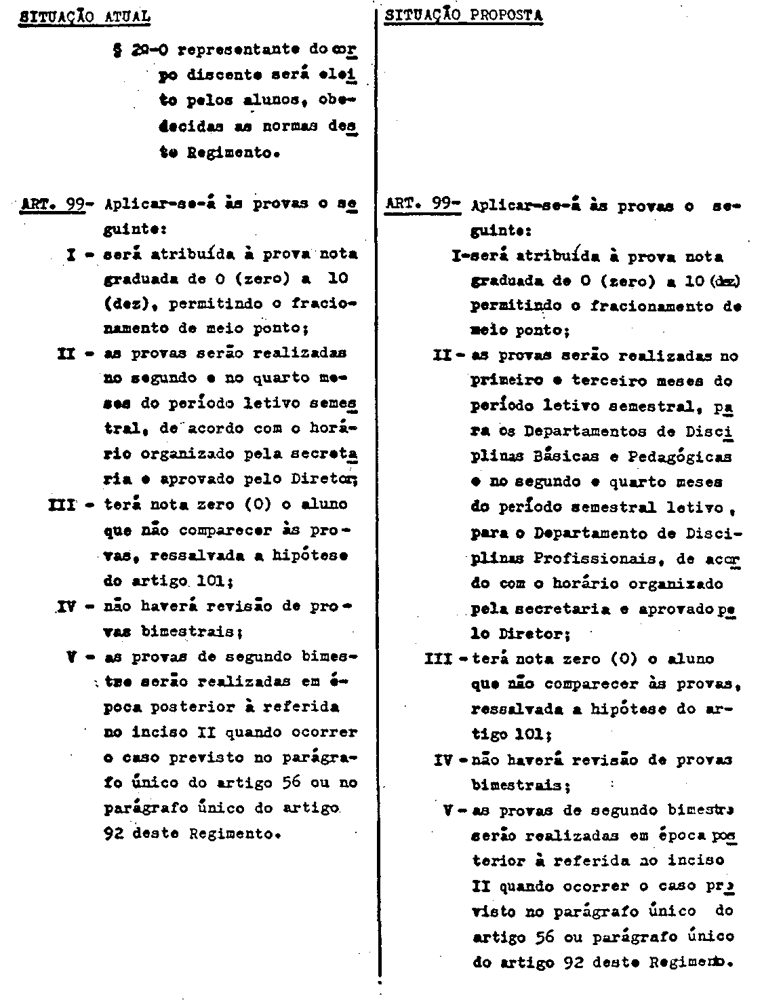 SITUAÇÃO ATUAL
§ 2º-O representante do cor
po discente será elei
to pelos alunos, obe-
decidas as normas des
te Regimento.
ART. 99- Aplicar-se-á às provas o se
guinte:
I - será atribuída à prova nota
graduada de 0 (zero) a 10
(dez), permitindo o fracio-
namento de meio ponto;
II - as provas serão realizadas
no segundo e no quarto me-
ses do período letivo semes
tral, de acordo com o horá-
rio organizado pela secreta
ria e aprovado pelo Diretor;
III - terá nota zero (0) o aluno
que não comparecer às pro-
vas, ressalvada a hipótese
do artigo 101;
IV - não haverá revisão de pro-
vas bimestrais;
V - as provas de segundo bimes-
tre serão realizadas em é-
poca posterior à referida
no inciso II quando ocorrer
o caso previsto no parágra-
fo único do artigo 56 ou no
parágrafo único do artigo
92 deste Regimento.
SITUAÇÃO PROPOSTA
ART. 99- Aplicar-se-á às provas o se-
guinte:
I-será atribuída à prova nota
graduada de 0 (zero) a 10 (dez)
permitindo o fracionamento de
meio ponto;
II - as provas serão realizadas no
primeiro e terceiro meses do
período letivo semestral, pa
ra os Departamentos de Disci
plinas Básicas e Pedagógicas
e no segundo e quarto meses
do período semestral letivo,
para o Departamento de Disci-
plinas Profissionais, de acor
do com o horário organizado
pela secretaria e aprovado pe
lo Diretor;
III - terá nota zero (0) o aluno
que não comparecer às provas,
ressalvada a hipótese do ar-
tigo 101;
IV - não haverá revisão de provas
bimestrais;
V - as provas de segundo bimestre
serão realizadas em época pos
terior à referida no inciso
II quando ocorrer o caso pre
visto no parágrafo único do
artigo 56 ou parágrafo único
do artigo 92 deste Regimento.